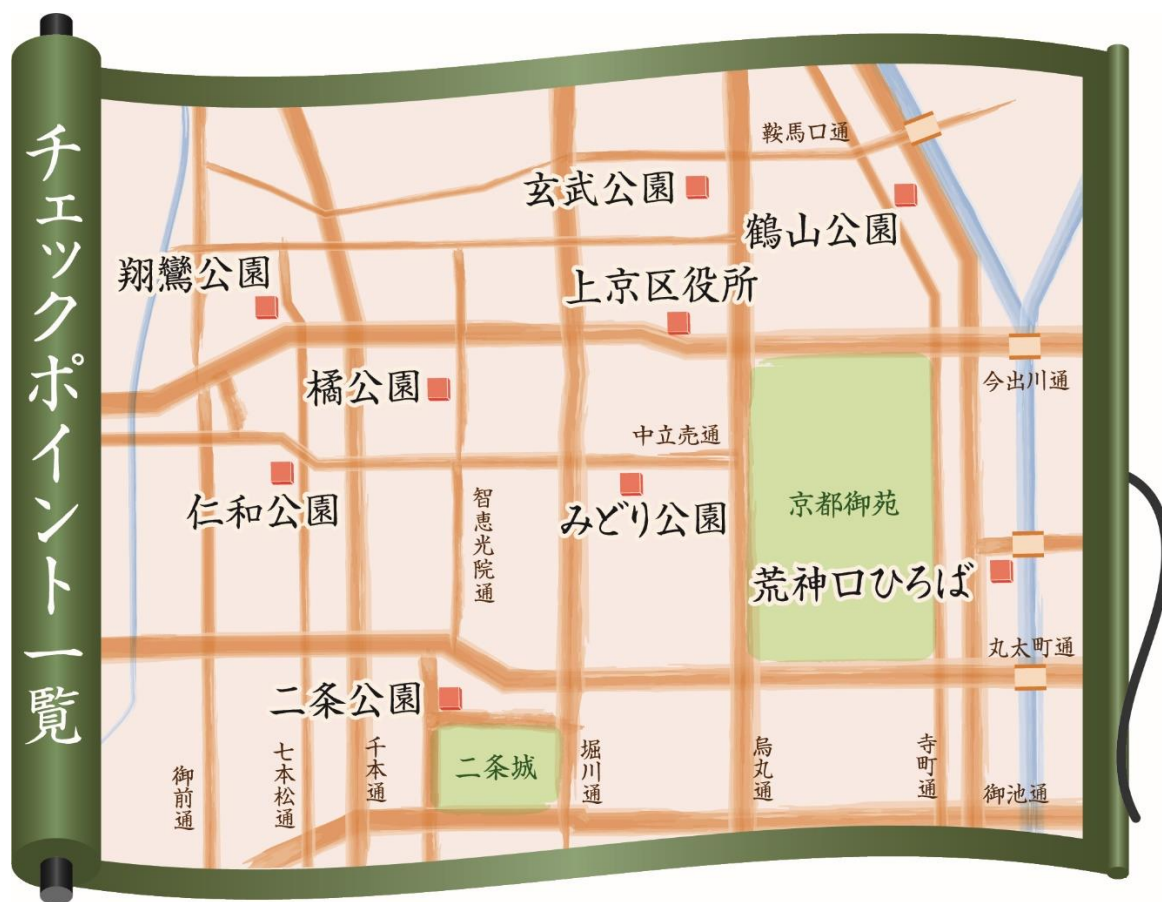 チェックポイント一覧
鞍馬口通
玄武公園
鶴山公園
翔鸞公園
上京区役所
今出川通
橘公園
中立売通
仁和公園
智恵光院通
みどり公園
京都御苑
荒神口ひろば
丸太町通
二条公園
二条城
御前通
七本松通
千本通
堀川通
烏丸通
寺町通
御池通